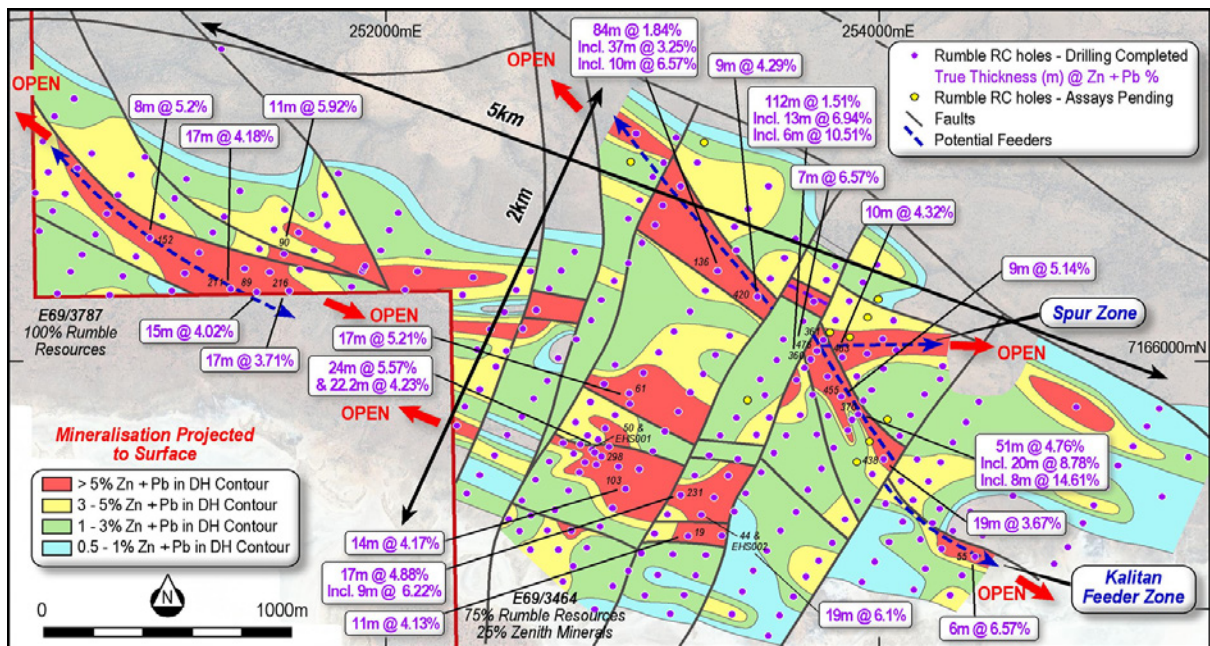 252000mE
254000mE
7166000mN
OPEN
8m @ 5.2%
17m @ 4.18%
11m @ 5.92%
5km
2km
OPEN
84m @ 1.84%
Incl. 37m @ 3.25%
Incl. 10m @ 6.57%
9m @ 4.29%
112m @ 1.51%
Incl. 13m @ 6.94%
Incl. 6m @ 10.51%
7m @ 6.57%
10m @ 4.32%
9m @ 5.14%
Rumble RC holes - Drilling Completed
True Thickness (m) @ Zn + Pb %
Rumble RC holes - Assays Pending
Faults
Potential Feeders
152
90
211
89
216
136
420
478
366
463
455
370
438
55
61
50 &
EHS001
298
103
231
19
44 &
EHS002
E69/3787
100% Rumble
Resources
15m @ 4.02%
17m @ 3.71%
OPEN
17m @ 5.21%
24m @ 5.57%
& 22.2m @ 4.23%
OPEN
Spur Zone
OPEN
51m @ 4.76%
Incl. 20m @ 8.78%
Incl. 8m @ 14.61%
19m @ 3.67%
Kalitan
Feeder Zone
OPEN
6m @ 6.57%
19m @ 6.1%
14m @ 4.17%
17m @ 4.88%
Incl. 9m @ 6.22%
11m @ 4.13%
E69/3464
75% Rumble Resources
25% Zenith Minerals
Mineralisation Projected
to Surface
> 5% Zn + Pb in DH Contour
3 - 5% Zn + Pb in DH Contour
1 - 3% Zn + Pb in DH Contour
0.5 - 1% Zn + Pb in DH Contour
N
0
1000m